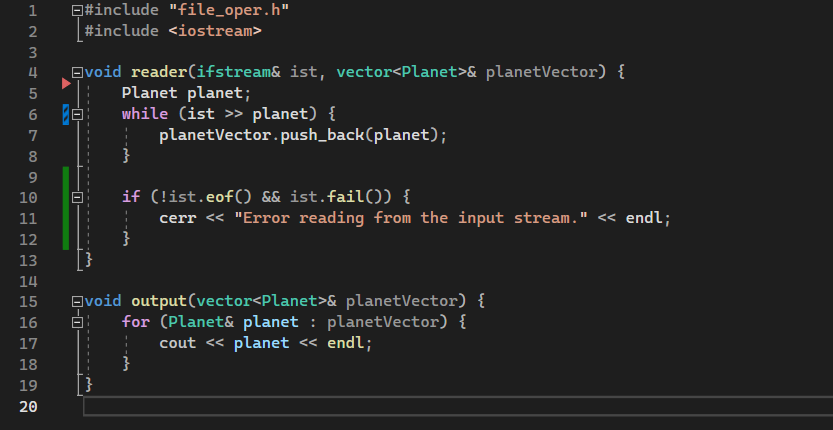 1 #include "file_oper.h"
2 #include <iostream>
3
4 void reader(ifstream& ist, vector<Planet>& planetVector) {
5     Planet planet;
6     while (ist >> planet) {
7         planetVector.push_back(planet);
8     }
9
10     if (!ist.eof() && ist.fail()) {
11         cerr << "Error reading from the input stream." << endl;
12     }
13 }
14
15 void output(vector<Planet>& planetVector) {
16     for (Planet& planet : planetVector) {
17         cout << planet << endl;
18     }
19 }
20